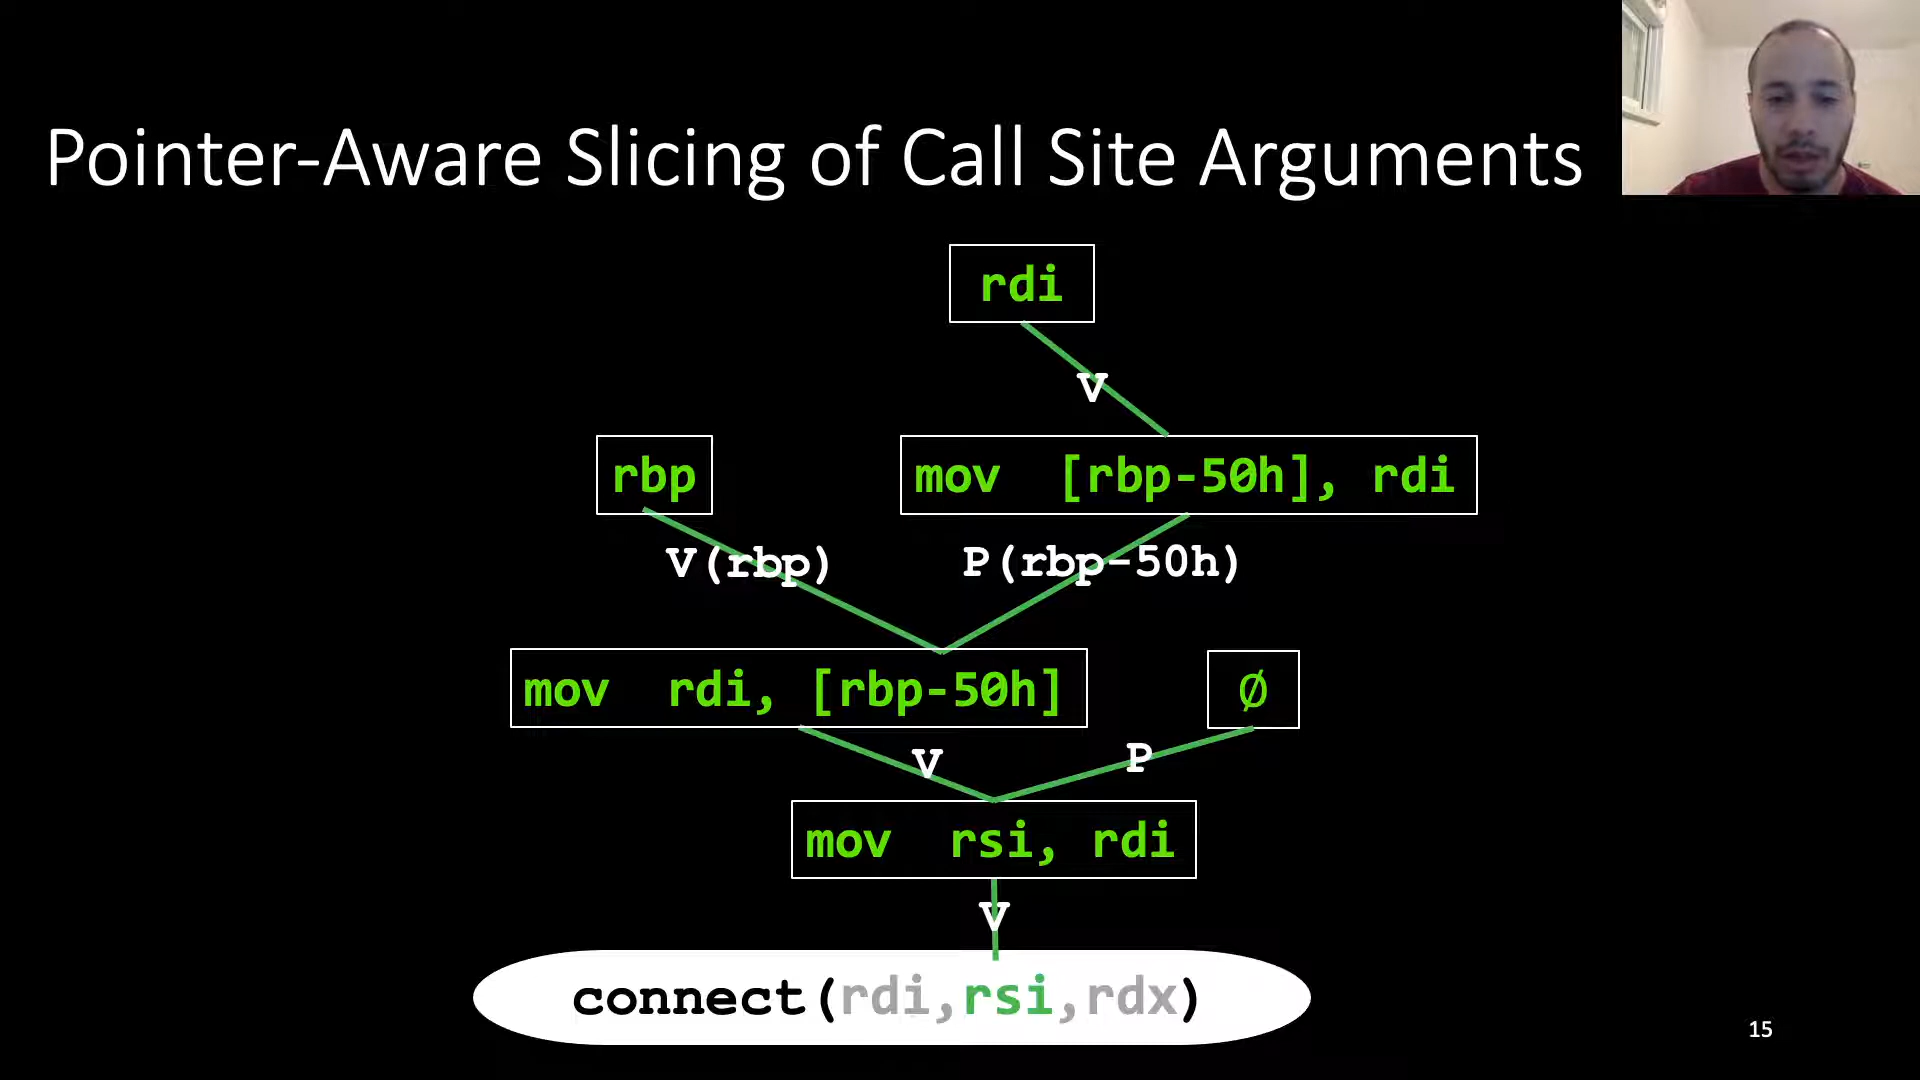 Pointer-Aware Slicing of Call Site Arguments
rdi
V
rbp
mov [rbp-50h], rdi
V(rbp)
P(rbp-50h)
mov rdi, [rbp-50h]
Ø
V
P
mov rsi, rdi
V
connect(rdi,rsi,rdx)
15